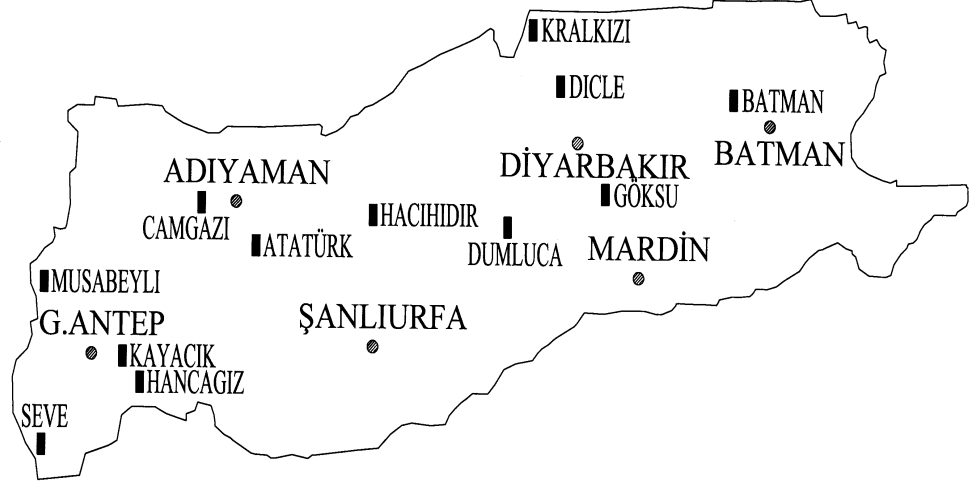 KRALKIZI
DICLE
BATMAN
BATMAN
DİYARBAKIR
ADIYAMAN
GÖKSU
CAMGAZI
HACIHIDIR
ATATÜRK
DUMLUCA
MARDİN
MUSABEYLI
G.ANTEP
ŞANLIURFA
KAYACIK
HANCAGIZ
SEVE